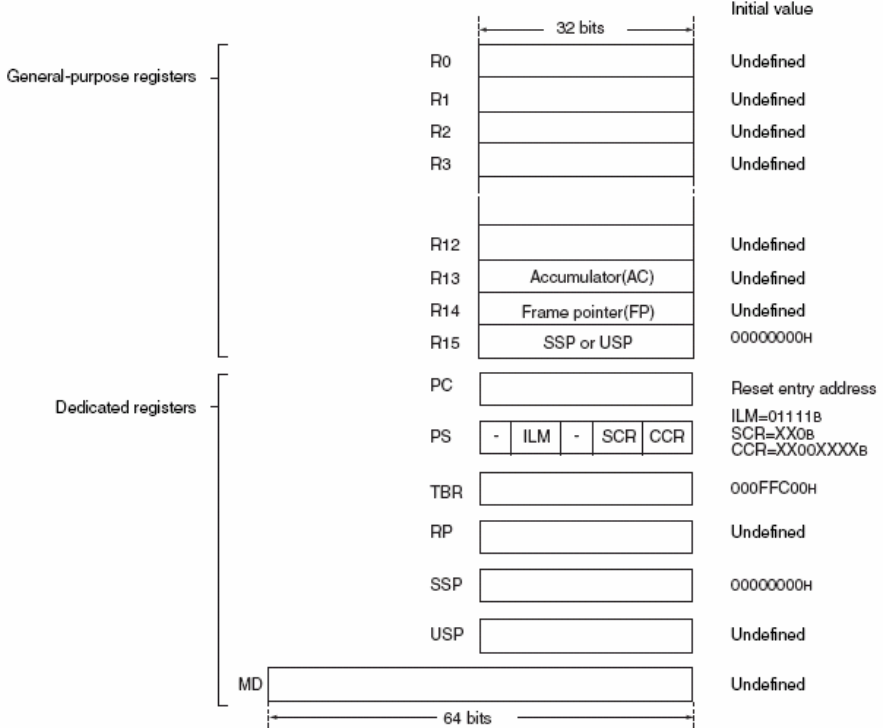 Initial value
32 bits
R0 Undefined
General-purpose registers
R1 Undefined
R2 Undefined
R3 Undefined
R12 Undefined
R13 Accumulator(AC) Undefined
R14 Frame pointer(FP) Undefined
R15 SSP or USP 00000000H
PC Reset entry address
Dedicated registers
PS - ILM - SCR CCR
ILM=01111B
SCR=XX0B
CCR=XX00XXXXB
TBR 000FFC00H
RP Undefined
SSP 00000000H
USP Undefined
MD Undefined
64 bits